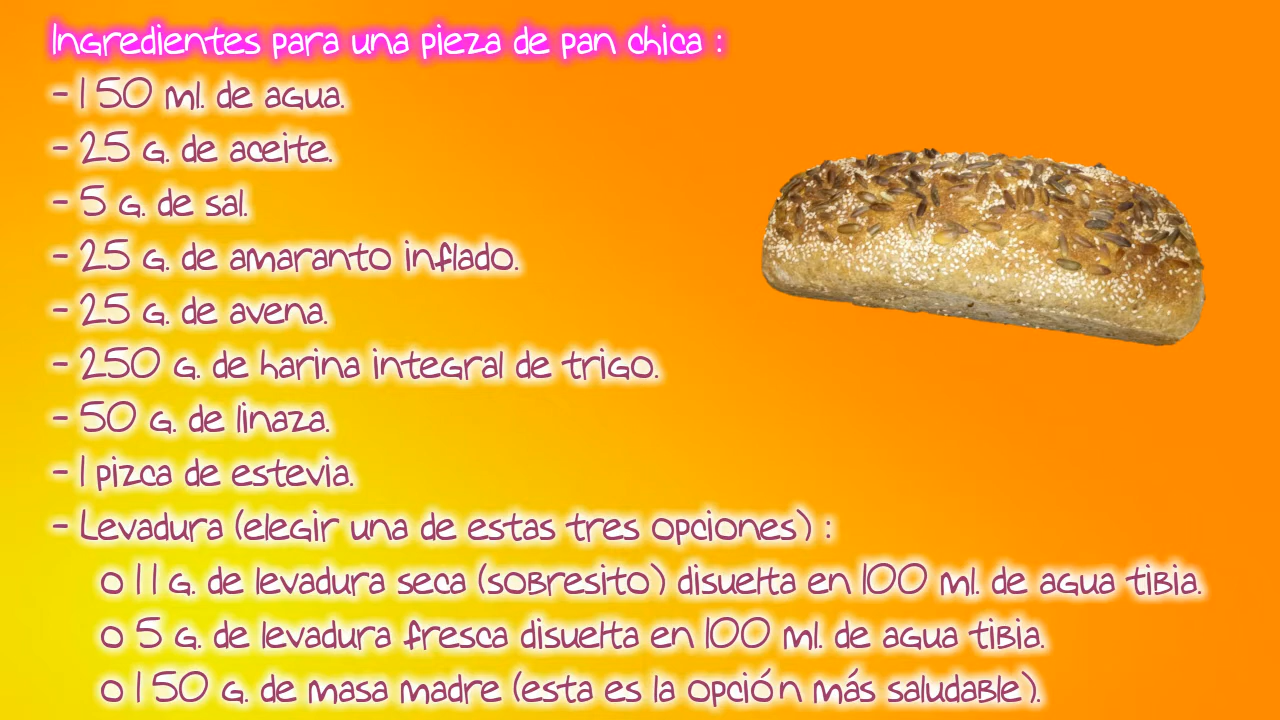 Ingredientes para una pieza de pan chica :
- 150 ml. de agua.
- 25 g. de aceite.
- 5 g. de sal.
- 25 g. de amaranto inflado.
- 25 g. de avena.
- 250 g. de harina integral de trigo.
- 50 g. de linaza.
- 1 pizca de estevia.
- Levadura (elegir una de estas tres opciones) :
o 11 g. de levadura seca (sobresito) disuelta en 100 ml. de agua tibia.
o 5 g. de levadura fresca disuelta en 100 ml. de agua tibia.
o 150 g. de masa madre (esta es la opción más saludable).